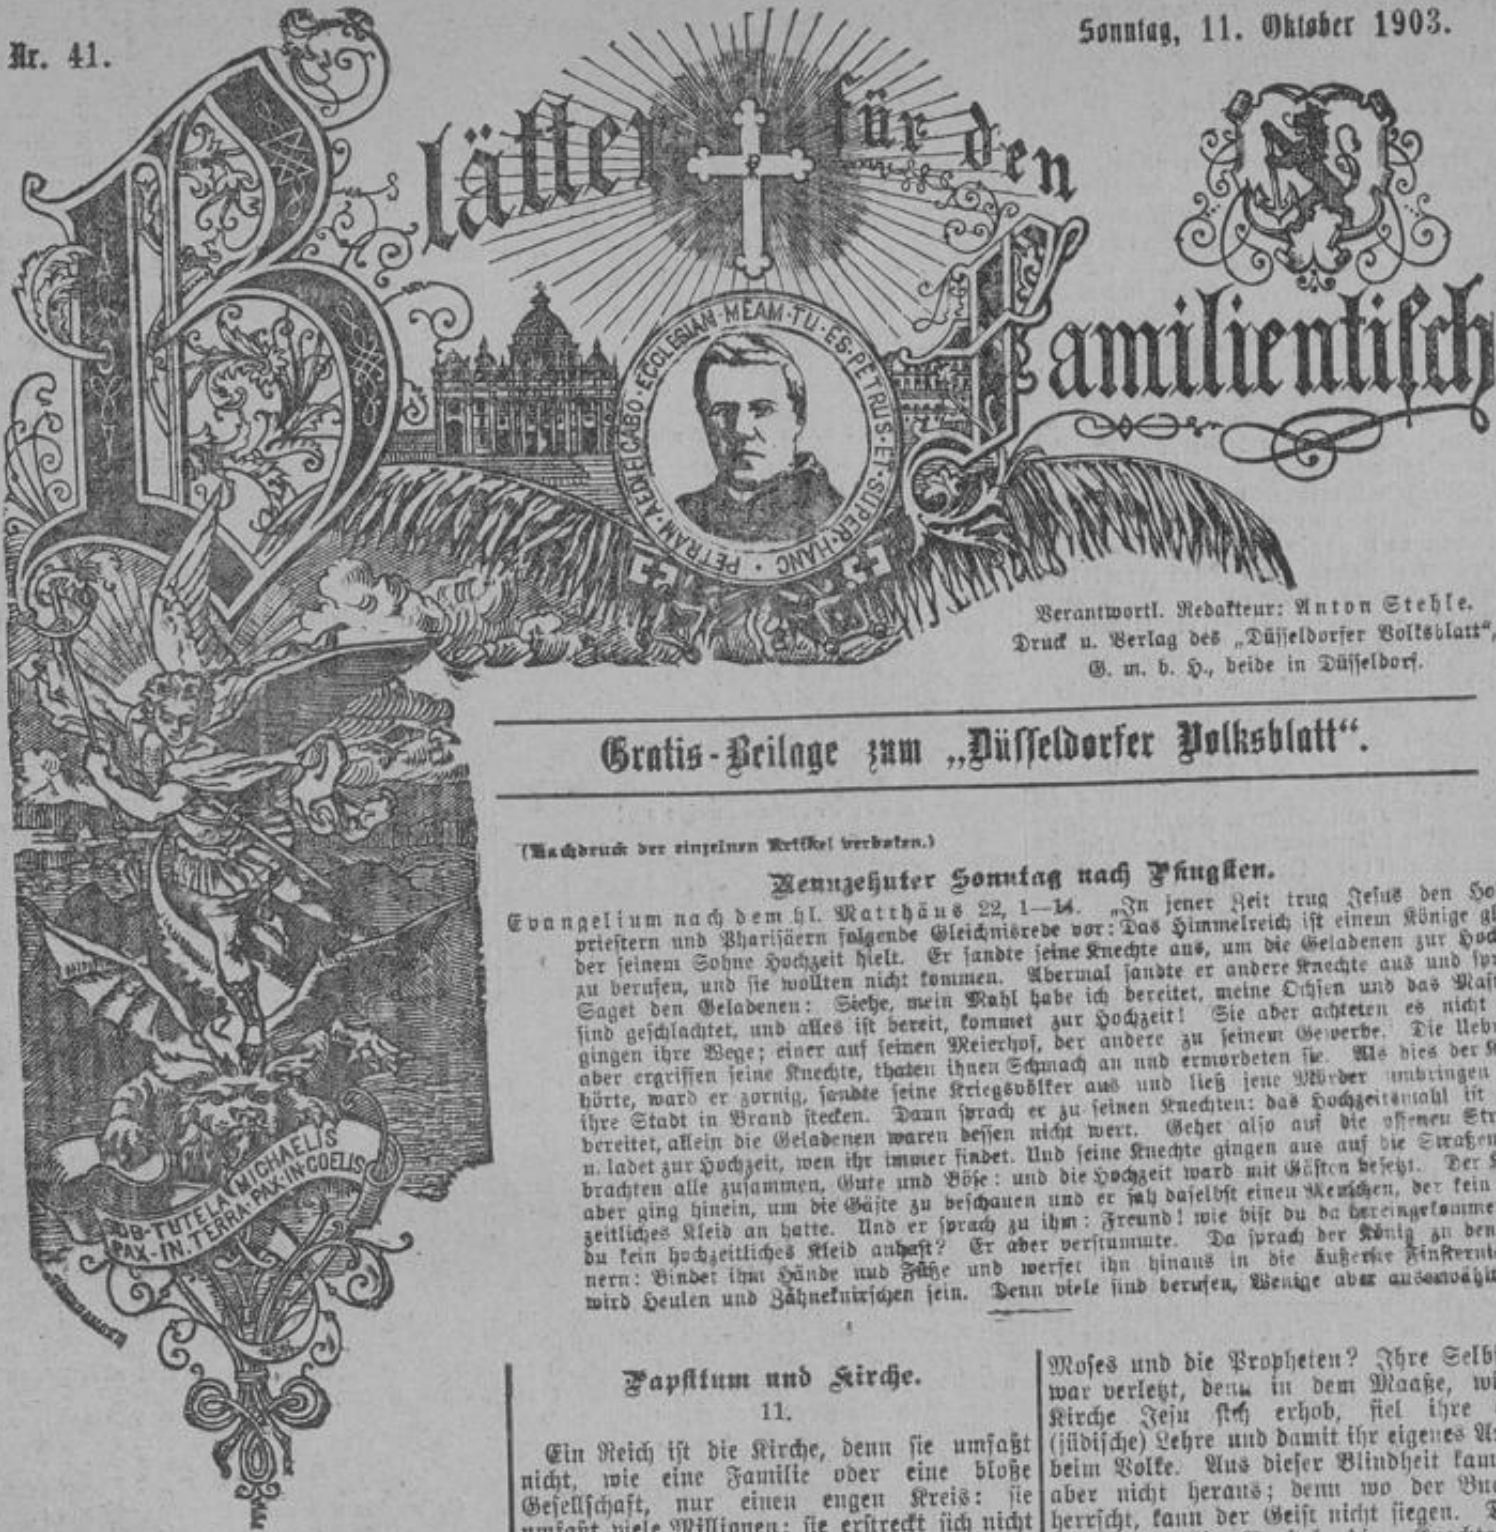 Nr. 41.
Sonntag, 11. Oktober 1903.
Blätter für den
Familientisch
PETRAM · AEDEICABO · ECCLESIAN · MEAM · TU · ES · PETRUS · ET · SUPER · HANC ·
Verantwortl. Redakteur: Anton Stehle.
Druck u. Verlag des „Düsseldorfer Volksblatt“,
G. m. b. H., beide in Düsseldorf.
Gratis-Beilage zum „Düsseldorfer Volksblatt“.
(Nachdruck der einzelnen Artikel verboten.)
Neunzehnter Sonntag nach Pfingsten.
Evangelium nach dem hl. Matthäus 22, 1—14. „In jener Zeit trug Jesus den Ho
priestern und Pharisäern folgende Gleichnisrede vor: Das Himmelreich ist einem Könige gl
der seinem Sohne Hochzeit hielt. Er sandte seine Knechte aus, um die Geladenen zur Hoch
zu berufen, und sie wollten nicht kommen. Abermal sandte er andere Knechte aus und spr
Saget den Geladenen: Siehe, mein Mahl habe ich bereitet, meine Ochsen und das Mast
sind geschlachtet, und alles ist bereit, kommet zur Hochzeit! Sie aber achteten es nicht
gingen ihre Wege; einer auf seinen Meierhof, der andere zu seinem Gewerbe. Die Ueb
aber ergriffen seine Knechte, thaten ihnen Schmach an und ermordeten sie. Als dies der K
hörte, ward er zornig, sandte seine Kriegsvölker aus und ließ jene Mörder umbringen
ihre Stadt in Brand stecken. Dann sprach er zu seinen Knechten: das Hochzeitsmahl ist
bereitet, allein die Geladenen waren dessen nicht wert. Gehet also auf die offenen Str
u. ladet zur Hochzeit, wen ihr immer findet. Und seine Knechte gingen aus auf die Straßen
brachten alle zusammen, Gute und Böse: und die Hochzeit ward mit Gästen besetzt. Der K
aber ging hinein, um die Gäste zu beschauen und er sah daselbst einen Menschen, der kein
zeitliches Kleid an hatte. Und er sprach zu ihm: Freund! wie bist du da hereingekomme
du kein hochzeitliches Kleid anhast? Er aber verstummte. Da sprach der König zu den
nern: Bindet ihm Hände und Füße und werfet ihn hinaus in die äußerste Finsterni
wird Heulen und Zähneknirschen sein. Denn viele sind berufen, Wenige aber auserwählt
SUB · TUTELA MICHAELIS
PAX · IN · TERRA · PAX · IN · COELIS
Papsttum und Kirche.
11.
Ein Reich ist die Kirche, denn sie umfaßt
nicht, wie eine Familie oder eine bloße
Gesellschaft, nur einen engen Kreis: sie
umfaßt viele Millionen; sie erstreckt sich nicht
Moses und die Propheten? Ihre Selb
war verletzt, denn in dem Maaße, wi
Kirche Jesu sich erhob, fiel ihre
(jüdische) Lehre und damit ihr eigenes A
beim Volke. Aus dieser Blindheit kam
aber nicht heraus; denn wo der Bu
herrscht, kann der Geist nicht siegen.